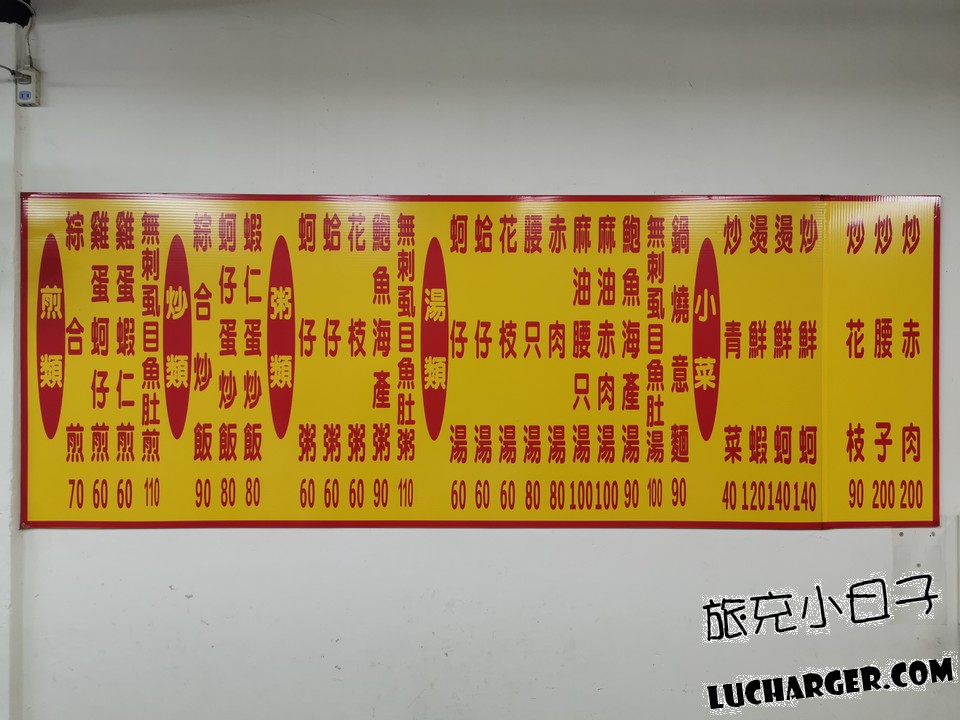 煎類
綜合煎 70
雞蛋蚵仔煎 60
雞蛋蝦仁煎 60
無刺虱目魚肚煎 110
炒類
綜合炒飯 90
蚵仔蛋炒飯 80
蝦仁蛋炒飯 80
粥類
蚵仔粥 60
蛤仔粥 60
花枝粥 60
鮑魚海產粥 90
無刺虱目魚肚粥 110
湯類
蚵仔湯 60
蛤仔湯 60
花枝湯 60
腰只湯 80
赤肉湯 80
麻油腰只湯 100
麻油赤肉湯 100
鮑魚海產湯 90
無刺虱目魚肚湯 100
鍋燒意麵 90
小菜
炒青菜 40
燙鮮蝦 120
燙鮮蚵 140
炒鮮蚵 140
炒花枝 90
炒腰子 200
炒赤肉 200
旅充小日子
LUCHARGER.COM